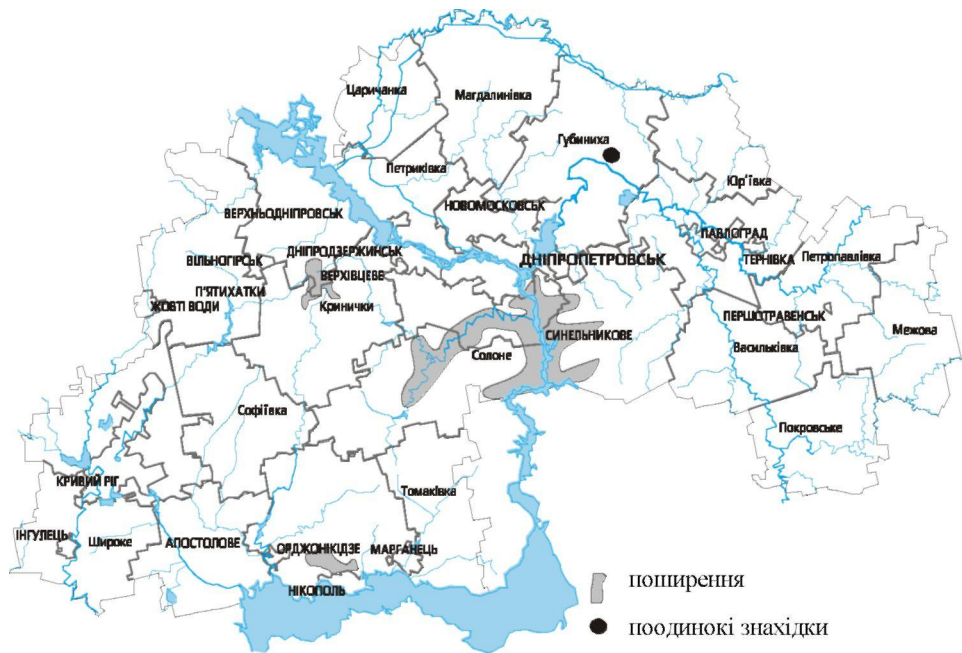 Царичанка
Магдалинівка
Губиниха
Петриківка
Юр'ївка
НОВОМОСКОВСЬК
ВЕРХНЬОДНІПРОВСЬК
ПАВЛОГРАД
ДНІПРОДЗЕРЖИНСЬК
ДНІПРОПЕТРОВСЬК
ТЕРНІВКА
Петропавлівка
ВІЛЬНОГІРСЬК
ВЕРХІВЦЕВЕ
П'ЯТИХАТКИ
ЖОВТІ ВОДИ
Кринички
ПЕРШОТРАВЕНСЬК
Межова
СИНЕЛЬНИКОВЕ
Васильківка
Солоне
Софіївка
Покровське
КРИВИЙ РІГ
Томаківка
ІНГУЛЕЦЬ
Широке
АПОСТОЛОВЕ
ОРДЖОНІКІДЗЕ
МАРГАНЕЦЬ
НІКОПОЛЬ
поширення
поодинокі знахідки